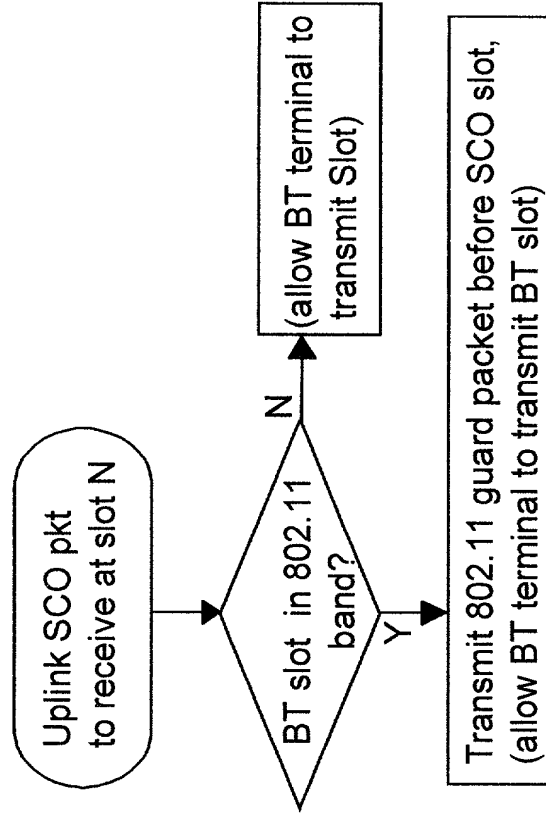 Uplink SCO pkt
to receive at slot N
BT slot in 802.11
band?
N
(allow BT terminal to
transmit Slot)
Y
Transmit 802.11 guard packet before SCO slot,
(allow BT terminal to transmit BT slot)